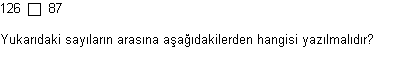 126 □ 87
Yukarıdaki sayıların arasına aşağıdakilerden hangisi yazılmalıdır?